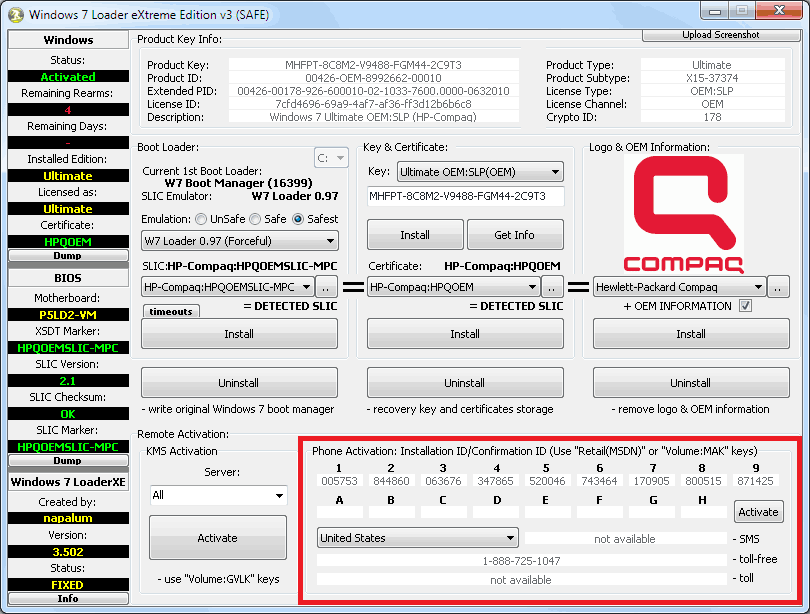 Windows 7 Loader eXtreme Edition v3 (SAFE)
Windows
Status:
Activated
Remaining Rearms:
4
Remaining Days:
-
Installed Edition:
Ultimate
Licensed as:
Ultimate
Certificate:
HPQOEM
Dump
BIOS
Motherboard:
P5LD2-VM
XSDT Marker:
HPQOEMSLIC-MPC
SLIC Version:
2.1
SLIC Checksum:
OK
SLIC Marker:
HPQOEMSLIC-MPC
Dump
Windows 7 LoaderXE
Created by:
napalum
Version:
3.502
Status:
FIXED
Info
Product Key Info:
Upload Screenshot
Product Key: MHFPT-8C8M2-V9488-FGM44-2C9T3
Product ID: 00426-OEM-8992662-00010
Extended PID: 00426-00178-926-600010-02-1033-7600.0000-0632010
License ID: 7cfd4696-69a9-4af7-af36-ff3d12b6b6c8
Description: Windows 7 Ultimate OEM:SLP (HP-Compaq)
Product Type: Ultimate
Product Subtype: X15-37374
License Type: OEM:SLP
License Channel: OEM
Crypto ID: 178
Boot Loader:
C:
Current 1st Boot Loader:
W7 Boot Manager (16399)
SLIC Emulator: W7 Loader 0.97
Emulation: UnSafe Safe Safest
W7 Loader 0.97 (Forceful)
SLIC:HP-Compaq:HPQOEMSLIC-MPC
HP-Compaq:HPQOEMSLIC-MPC ..
= DETECTED SLIC
timeouts
Install
Uninstall
- write original Windows 7 boot manager
Key & Certificate:
Key: Ultimate OEM:SLP(OEM)
MHFPT-8C8M2-V9488-FGM44-2C9T3
Install Get Info
Certificate: HP-Compaq:HPQOEM
HP-Compaq:HPQOEM ..
= DETECTED SLIC
Install
Uninstall
- recovery key and certificates storage
Logo & OEM Information:
COMPAQ
Hewlett-Packard Compaq ..
+ OEM INFORMATION
Install
Uninstall
- remove logo & OEM information
Remote Activation:
KMS Activation
Server:
All
Activate
- use "Volume:GVLK" keys
Phone Activation: Installation ID/Confirmation ID (Use "Retail(MSDN)" or "Volume:MAK" keys)
1 2 3 4 5 6 7 8 9
005753 844860 063676 347865 520046 743464 170905 800515 871425
A B C D E F G H
Activate
United States not available - SMS
1-888-725-1047 - toll-free
not available - toll